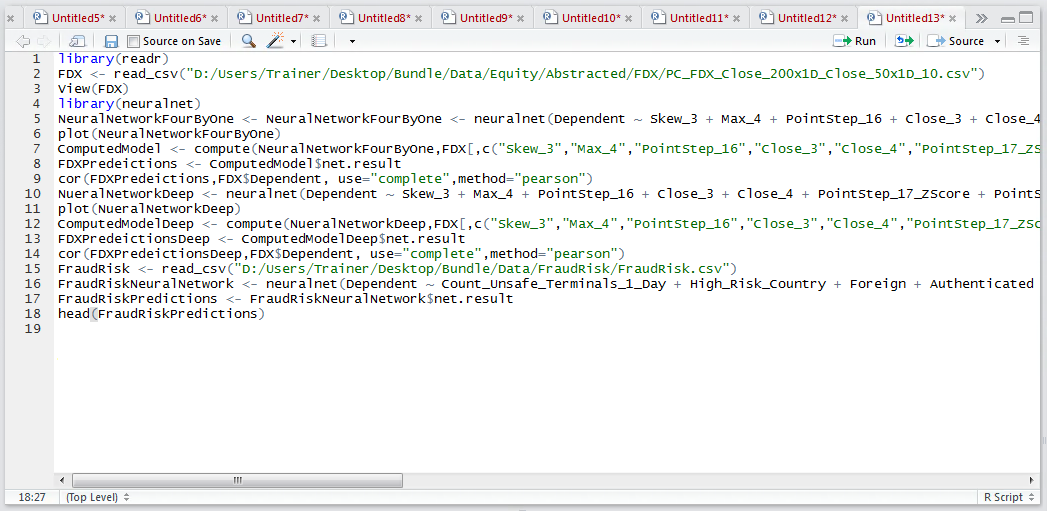 Untitled5* Untitled6* Untitled7* Untitled8* Untitled9* Untitled10* Untitled11* Untitled12* Untitled13*
Source on Save Run Source
1 library(readr)
2 FDX <- read_csv("D:/Users/Trainer/Desktop/Bundle/Data/Equity/Abstracted/FDX/PC_FDX_Close_200x1D_Close_50x1D_10.csv")
3 View(FDX)
4 library(neuralnet)
5 NeuralNetworkFourByOne <- NeuralNetworkFourByOne <- neuralnet(Dependent ~ Skew_3 + Max_4 + PointStep_16 + Close_3 + Close_4
6 plot(NeuralNetworkFourByOne)
7 ComputedModel <- compute(NeuralNetworkFourByOne,FDX[,c("Skew_3","Max_4","PointStep_16","Close_3","Close_4","PointStep_17_ZS
8 FDXPredeictions <- ComputedModel$net.result
9 cor(FDXPredeictions,FDX$Dependent, use="complete",method="pearson")
10 NueralNetworkDeep <- neuralnet(Dependent ~ Skew_3 + Max_4 + PointStep_16 + Close_3 + Close_4 + PointStep_17_ZScore + PointS
11 plot(NueralNetworkDeep)
12 ComputedModelDeep <- compute(NueralNetworkDeep,FDX[,c("Skew_3","Max_4","PointStep_16","Close_3","Close_4","PointStep_17_ZSc
13 FDXPredeictionsDeep <- ComputedModelDeep$net.result
14 cor(FDXPredeictionsDeep,FDX$Dependent, use="complete",method="pearson")
15 FraudRisk <- read_csv("D:/Users/Trainer/Desktop/Bundle/Data/FraudRisk/FraudRisk.csv")
16 FraudRiskNeuralNetwork <- neuralnet(Dependent ~ Count_Unsafe_Terminals_1_Day + High_Risk_Country + Foreign + Authenticated
17 FraudRiskPredictions <- FraudRiskNeuralNetwork$net.result
18 head(FraudRiskPredictions)
19
18:27 (Top Level) R Script